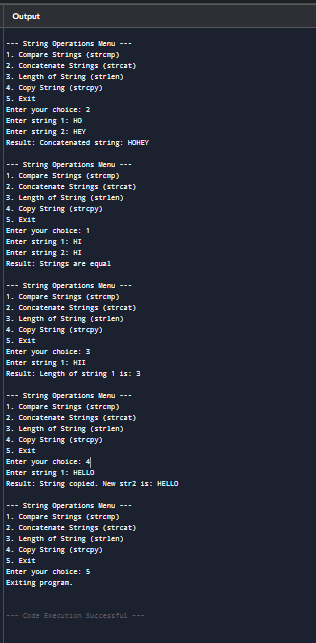 Output
--- String Operations Menu ---
1. Compare Strings (strcmp)
2. Concatenate Strings (strcat)
3. Length of String (strlen)
4. Copy String (strcpy)
5. Exit
Enter your choice: 2
Enter string 1: HO
Enter string 2: HEY
Result: Concatenated string: HOHEY
--- String Operations Menu ---
1. Compare Strings (strcmp)
2. Concatenate Strings (strcat)
3. Length of String (strlen)
4. Copy String (strcpy)
5. Exit
Enter your choice: 1
Enter string 1: HI
Enter string 2: HI
Result: Strings are equal
--- String Operations Menu ---
1. Compare Strings (strcmp)
2. Concatenate Strings (strcat)
3. Length of String (strlen)
4. Copy String (strcpy)
5. Exit
Enter your choice: 3
Enter string 1: HII
Result: Length of string 1 is: 3
--- String Operations Menu ---
1. Compare Strings (strcmp)
2. Concatenate Strings (strcat)
3. Length of String (strlen)
4. Copy String (strcpy)
5. Exit
Enter your choice: 4
Enter string 1: HELLO
Result: String copied. New str2 is: HELLO
--- String Operations Menu ---
1. Compare Strings (strcmp)
2. Concatenate Strings (strcat)
3. Length of String (strlen)
4. Copy String (strcpy)
5. Exit
Enter your choice: 5
Exiting program.
--- Code Execution Successful ---